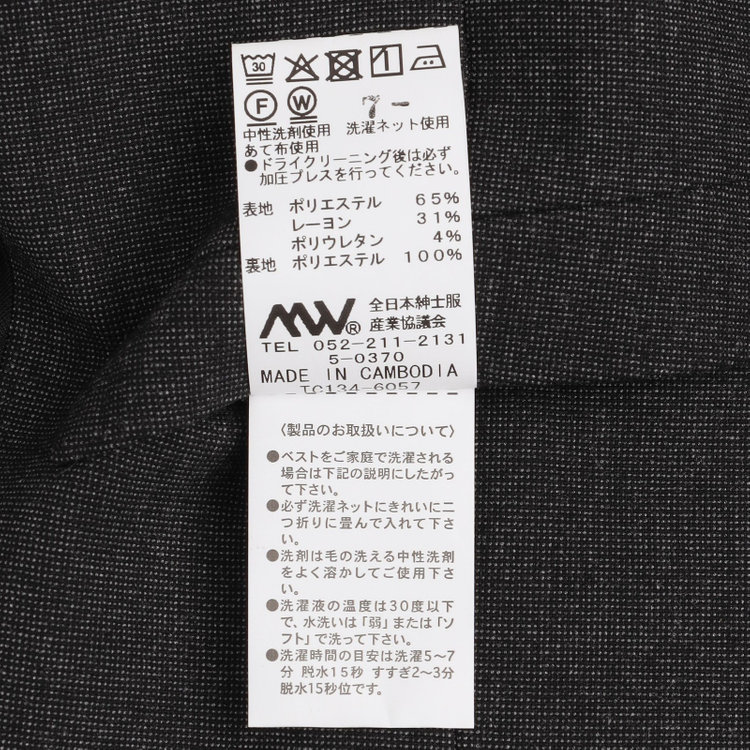 30
F W 7-
中性洗剤使用 洗濯ネット使用
あて布使用
●ドライクリーニング後は必ず
加圧プレスを行ってください。
表地 ポリエステル 65%
レーヨン 31%
ポリウレタン 4%
裏地 ポリエステル 100%
MW® 全日本紳士服
産業協議会
TEL 052-211-2131
5-0370
MADE IN CAMBODIA
TC134-6057
〈製品のお取扱いについて〉
●ベストをご家庭で洗濯される
場合は下記の説明にしたがっ
て下さい。
●必ず洗濯ネットにきれいに二
つ折りに畳んで入れて下さ
い。
●洗剤は毛の洗える中性洗剤
をよく溶かしてご使用下さ
い。
●洗濯液の温度は30度以下
で、水洗いは「弱」または「ソ
フト」で洗って下さい。
●洗濯時間の目安は洗濯5〜7
分 脱水15秒 すすぎ2〜3分
脱水15秒位です。